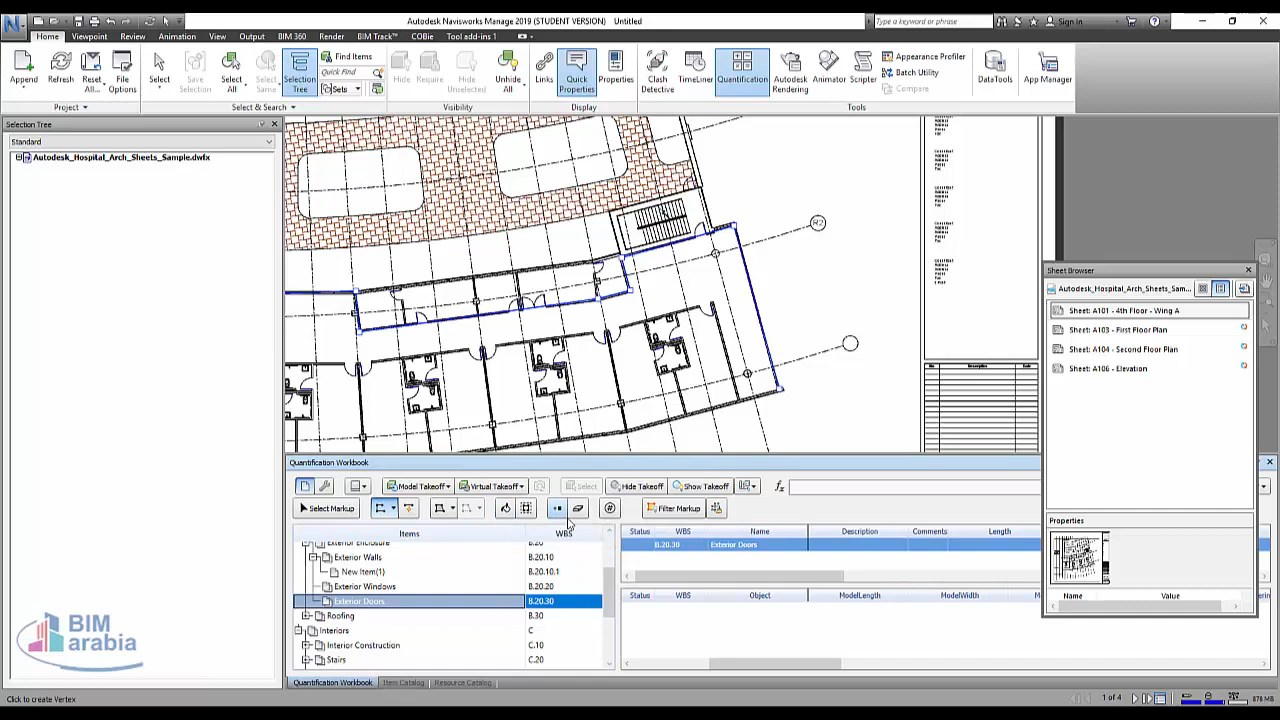 Autodesk Navisworks Manage 2019 (STUDENT VERSION) Untitled
Type a keyword or phrase
Sign In
Home Viewpoint Review Animation View Output BIM 360 Render BIM Track™ COBie Tool add-ins 1
Append
Refresh
Reset All...
File Options
Project
Select
Save Selection
Select All
Select Same
Selection Tree
Find Items
Quick Find
Sets
Select & Search
Hide
Require
Hide Unselected
Unhide All
Visibility
Links
Quick Properties
Properties
Display
Clash Detective
TimeLiner
Quantification
Autodesk Rendering
Animator
Scripter
Appearance Profiler
Batch Utility
Compare
Tools
DataTools
App Manager
Selection Tree
Standard
Autodesk_Hospital_Arch_Sheets_Sample.dwfx
Sheet Browser
Autodesk_Hospital_Arch_Sheets_Sam...
Sheet: A101 - 4th Floor - Wing A
Sheet: A103 - First Floor Plan
Sheet: A104 - Second Floor Plan
Sheet: A106 - Elevation
Properties
Name Value
Quantification Workbook
Model Takeoff Virtual Takeoff Select Hide Takeoff Show Takeoff
Select Markup
Filter Markup
Items WBS
Exterior Enclosure B.20
Exterior Walls B.20.10
New Item(1) B.20.10.1
Exterior Windows B.20.20
Exterior Doors B.20.30
Roofing B.30
Interiors C
Interior Construction C.10
Stairs C.20
Status WBS Name Description Comments Length
B.20.30 Exterior Doors
Status WBS Object ModelLength ModelWidth
Quantification Workbook Item Catalog Resource Catalog
BIM
arabia
Click to create Vertex
1 of 4
878 MB